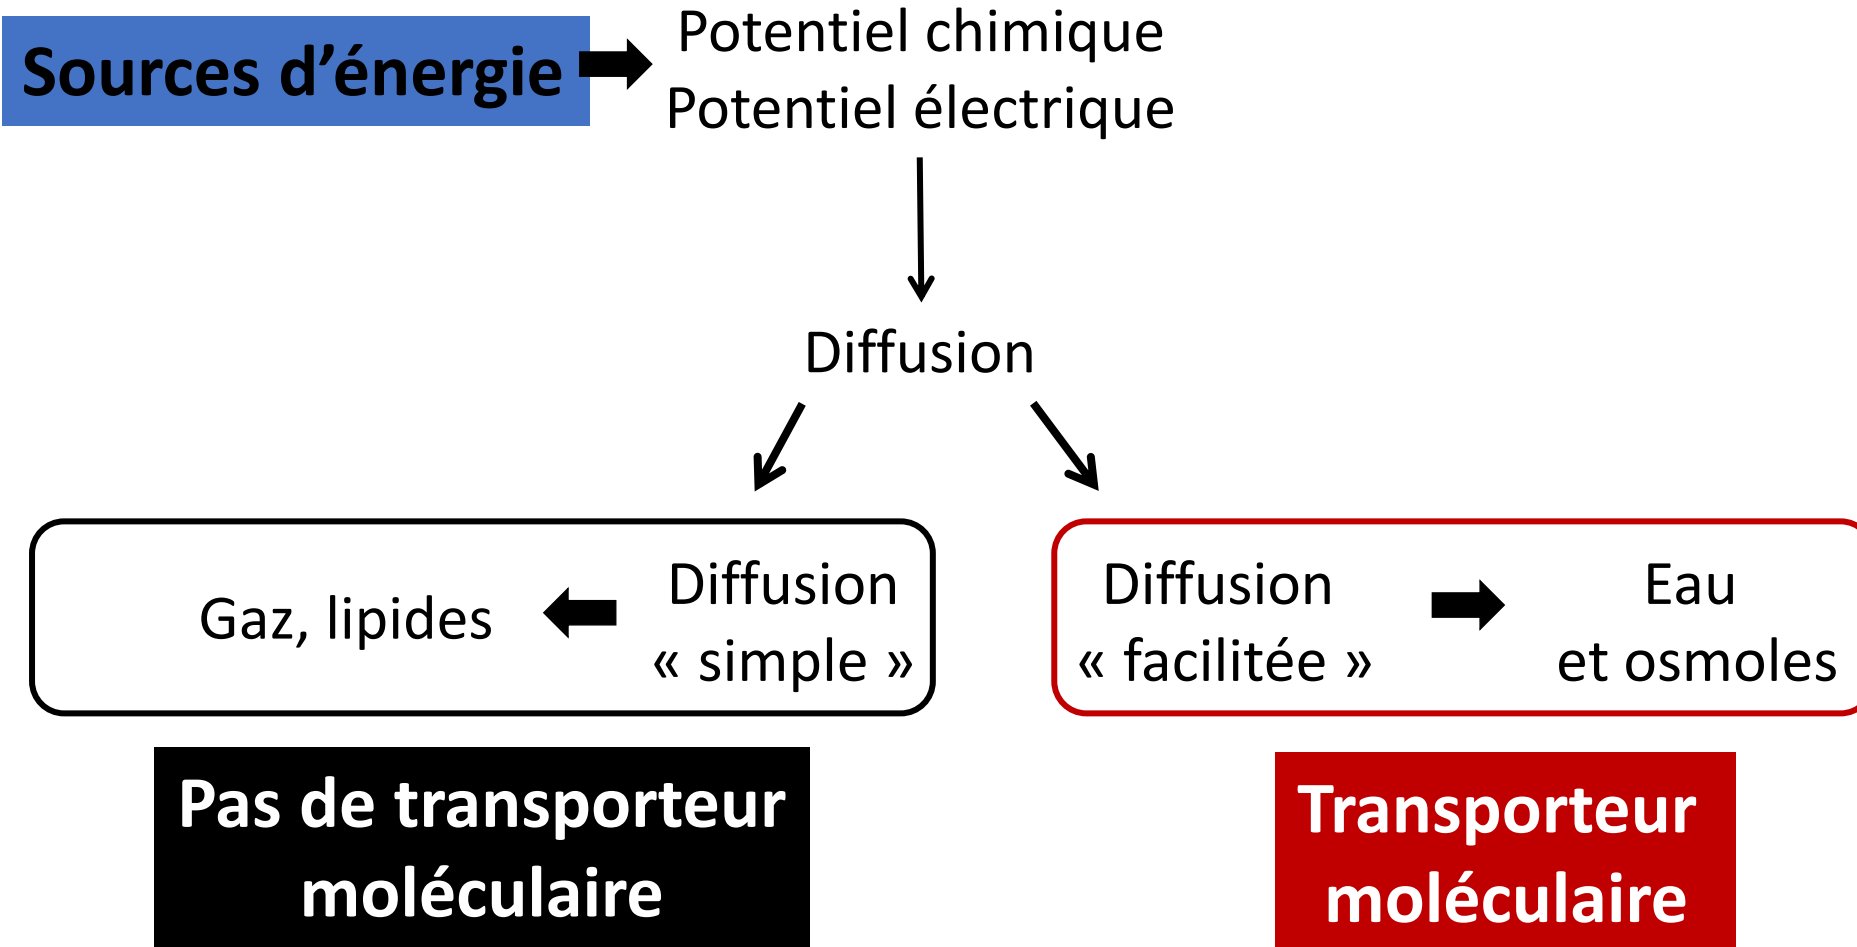 Sources d’énergie
Potentiel chimique
Potentiel électrique
Diffusion
Gaz, lipides
Diffusion
« simple »
Diffusion
« facilitée »
Eau
et osmoles
Pas de transporteur
moléculaire
Transporteur
moléculaire